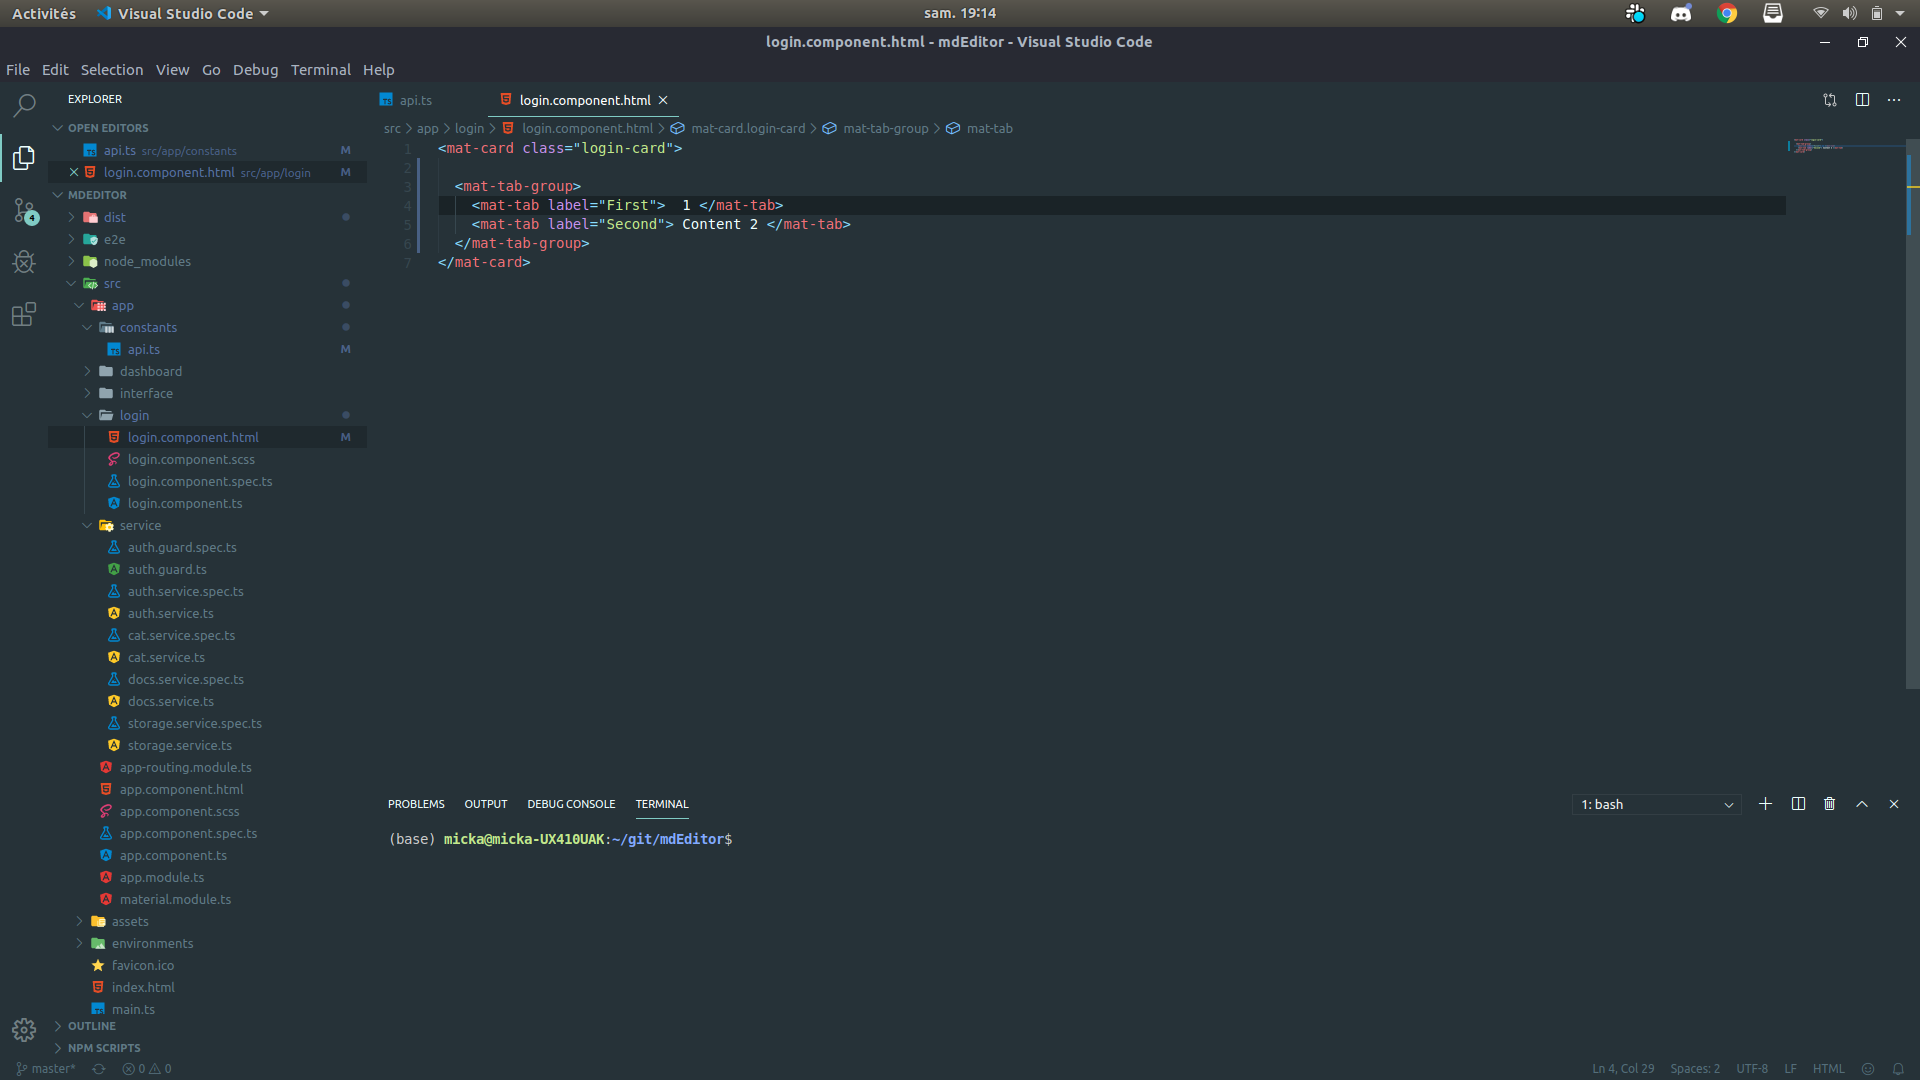 Activités
Visual Studio Code
sam. 19:14
login.component.html - mdEditor - Visual Studio Code
File Edit Selection View Go Debug Terminal Help
EXPLORER
OPEN EDITORS
api.ts src/app/constants M
login.component.html src/app/login M
MDEDITOR
dist
e2e
node_modules
src
app
constants
api.ts M
dashboard
interface
login
login.component.html M
login.component.scss
login.component.spec.ts
login.component.ts
service
auth.guard.spec.ts
auth.guard.ts
auth.service.spec.ts
auth.service.ts
cat.service.spec.ts
cat.service.ts
docs.service.spec.ts
docs.service.ts
storage.service.spec.ts
storage.service.ts
app-routing.module.ts
app.component.html
app.component.scss
app.component.spec.ts
app.component.ts
app.module.ts
material.module.ts
assets
environments
favicon.ico
index.html
main.ts
OUTLINE
NPM SCRIPTS
4
api.ts
login.component.html
src > app > login > login.component.html > mat-card.login-card > mat-tab-group > mat-tab
1 <mat-card class="login-card">
2
3 <mat-tab-group>
4 <mat-tab label="First">  1 </mat-tab>
5 <mat-tab label="Second"> Content 2 </mat-tab>
6 </mat-tab-group>
7 </mat-card>
PROBLEMS OUTPUT DEBUG CONSOLE TERMINAL
1: bash
(base) micka@micka-UX410UAK:~/git/mdEditor$
master* 0 0
Ln 4, Col 29 Spaces: 2 UTF-8 LF HTML